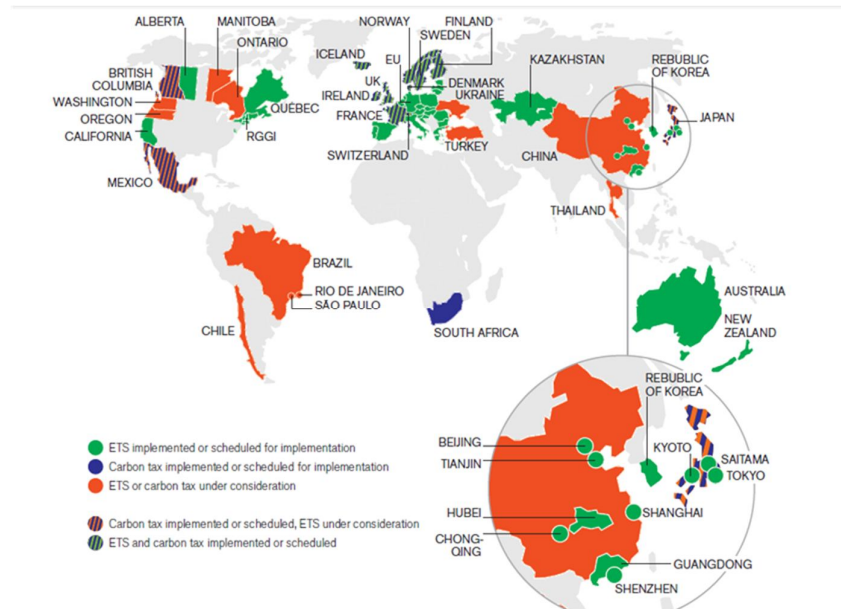 ALBERTA
MANITOBA
ONTARIO
BRITISH
COLUMBIA
WASHINGTON
OREGON
CALIFORNIA
QUÉBEC
RGGI
MEXICO
NORWAY
SWEDEN
FINLAND
ICELAND
EU
UK
IRELAND
FRANCE
DENMARK
UKRAINE
SWITZERLAND
TURKEY
KAZAKHSTAN
REPUBLIC
OF KOREA
JAPAN
CHINA
THAILAND
BRAZIL
RIO DE JANEIRO
SÃO PAULO
CHILE
SOUTH AFRICA
AUSTRALIA
NEW
ZEALAND
REBUBLIC
OF KOREA
BEIJING
TIANJIN
KYOTO
SAITAMA
TOKYO
HUBEI
SHANGHAI
CHONG-
QING
GUANGDONG
SHENZHEN
ETS implemented or scheduled for implementation
Carbon tax implemented or scheduled for implementation
ETS or carbon tax under consideration
Carbon tax implemented or scheduled, ETS under consideration
ETS and carbon tax implemented or scheduled